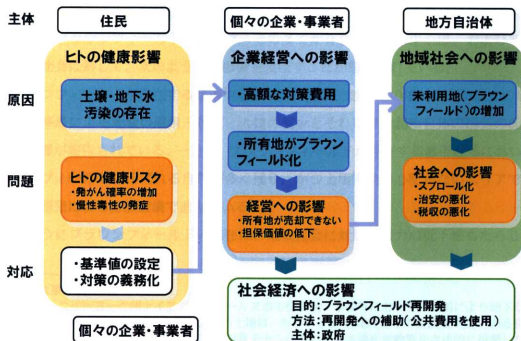 主体
住民
個々の企業・事業者
地方自治体
ヒトの健康影響
企業経営への影響
地域社会への影響
原因
土壌・地下水
汚染の存在
・高額な対策費用
未利用地(ブラウン
フィールド)の増加
・所有地がブラウン
フィールド化
問題
ヒトの健康リスク
・発がん確率の増加
・慢性毒性の発症
経営への影響
・所有地が売却できない
・担保価値の低下
社会への影響
・スプロール化
・治安の悪化
・税収の悪化
対応
・基準値の設定
・対策の義務化
個々の企業・事業者
社会経済への影響
目的:ブラウンフィールド再開発
方法:再開発への補助(公共費用を使用)
主体:政府